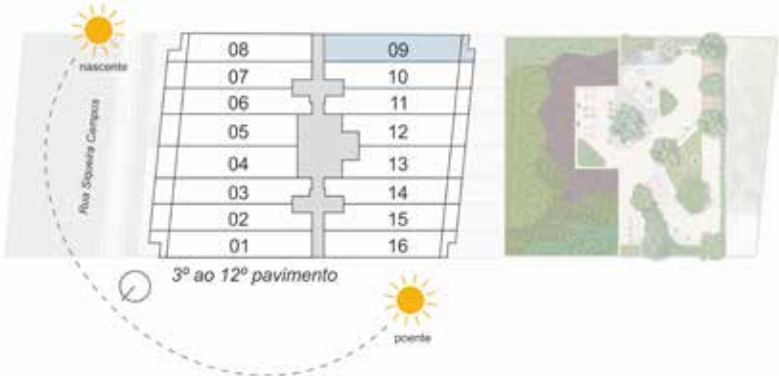 nascente
Rua Siqueira Campos
08 09
07 10
06 11
05 12
04 13
03 14
02 15
01 16
3º ao 12º pavimento
poente